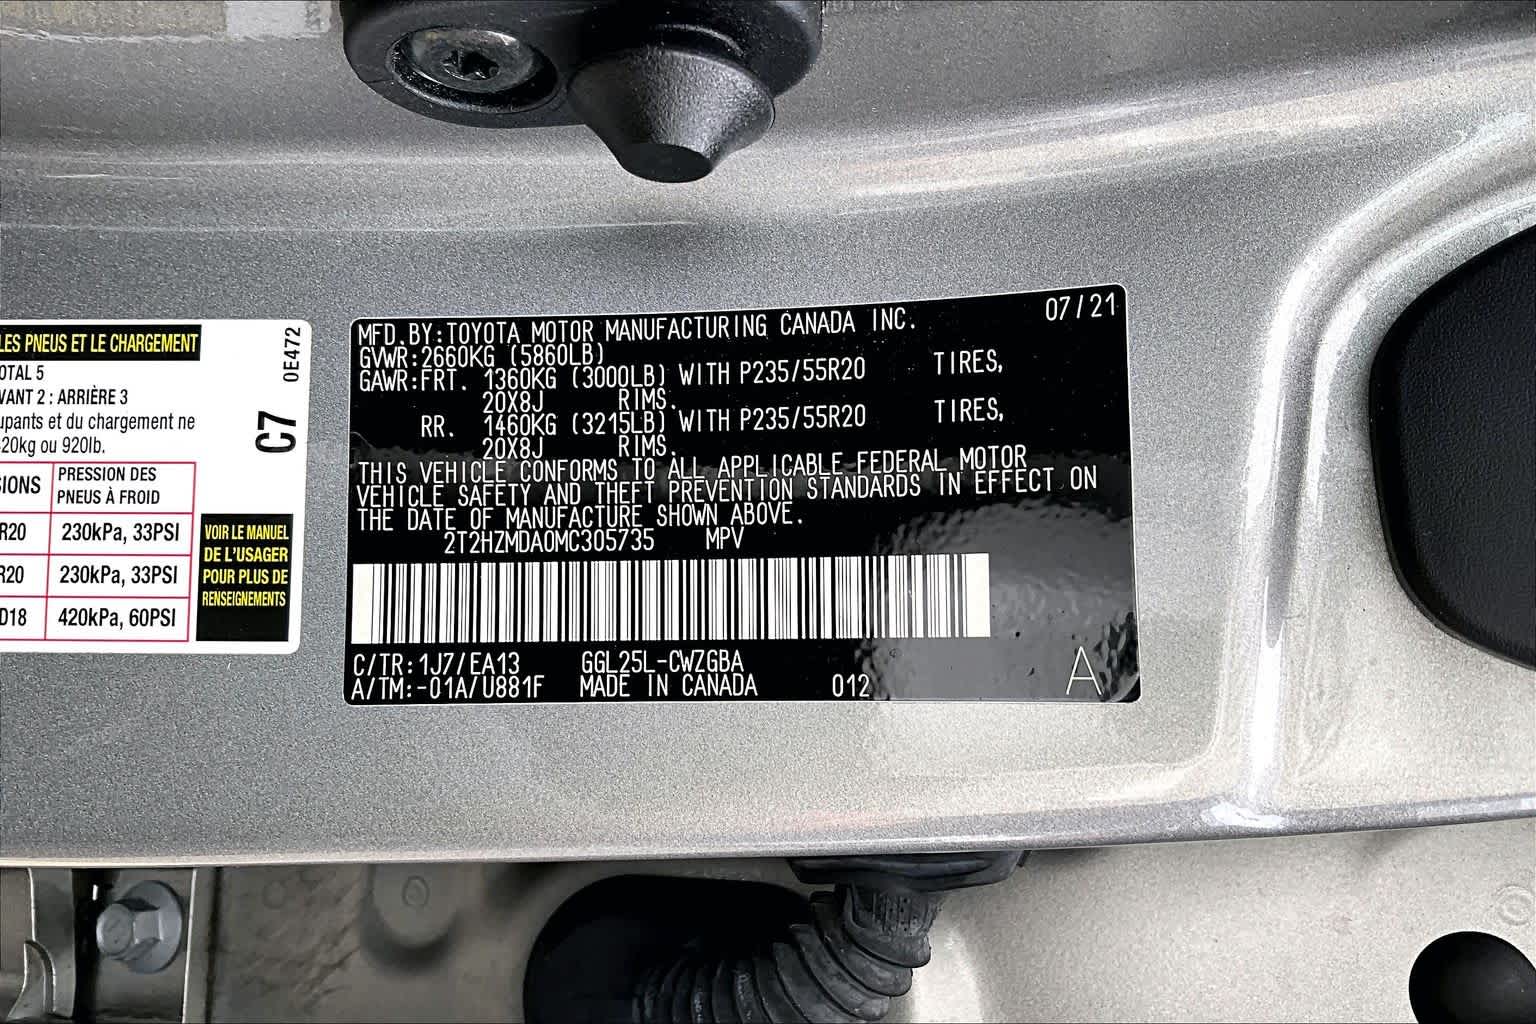 LES PNEUS ET LE CHARGEMENT
OTAL 5
VANT 2 : ARRIÈRE 3
upants et du chargement ne
20kg ou 920lb.
IONS PRESSION DES
PNEUS À FROID
R20 230kPa, 33PSI
R20 230kPa, 33PSI
D18 420kPa, 60PSI
0E472
C7
VOIR LE MANUEL
DE L'USAGER
POUR PLUS DE
RENSEIGNEMENTS
MFD.BY:TOYOTA MOTOR MANUFACTURING CANADA INC. 07/21
GVWR:2660KG (5860LB)
GAWR:FRT. 1360KG (3000LB) WITH P235/55R20 TIRES,
20X8J RIMS.
RR. 1460KG (3215LB) WITH P235/55R20 TIRES,
20X8J RIMS.
THIS VEHICLE CONFORMS TO ALL APPLICABLE FEDERAL MOTOR
VEHICLE SAFETY AND THEFT PREVENTION STANDARDS IN EFFECT ON
THE DATE OF MANUFACTURE SHOWN ABOVE.
2T2HZMDA0MC305735 MPV
C/TR:1J7/EA13 GGL25L-CWZGBA
A/TM:-01A/U881F MADE IN CANADA 012 A